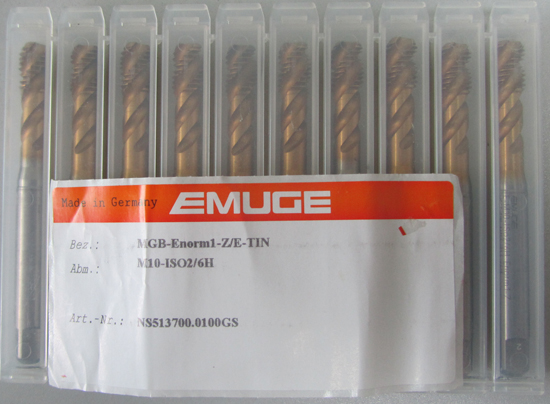 Made in Germany EMUGE
Bez.: MGB-Enorm1-Z/E-TIN
Abm.: M10-ISO2/6H
Art.-Nr.: NS513700.0100GS